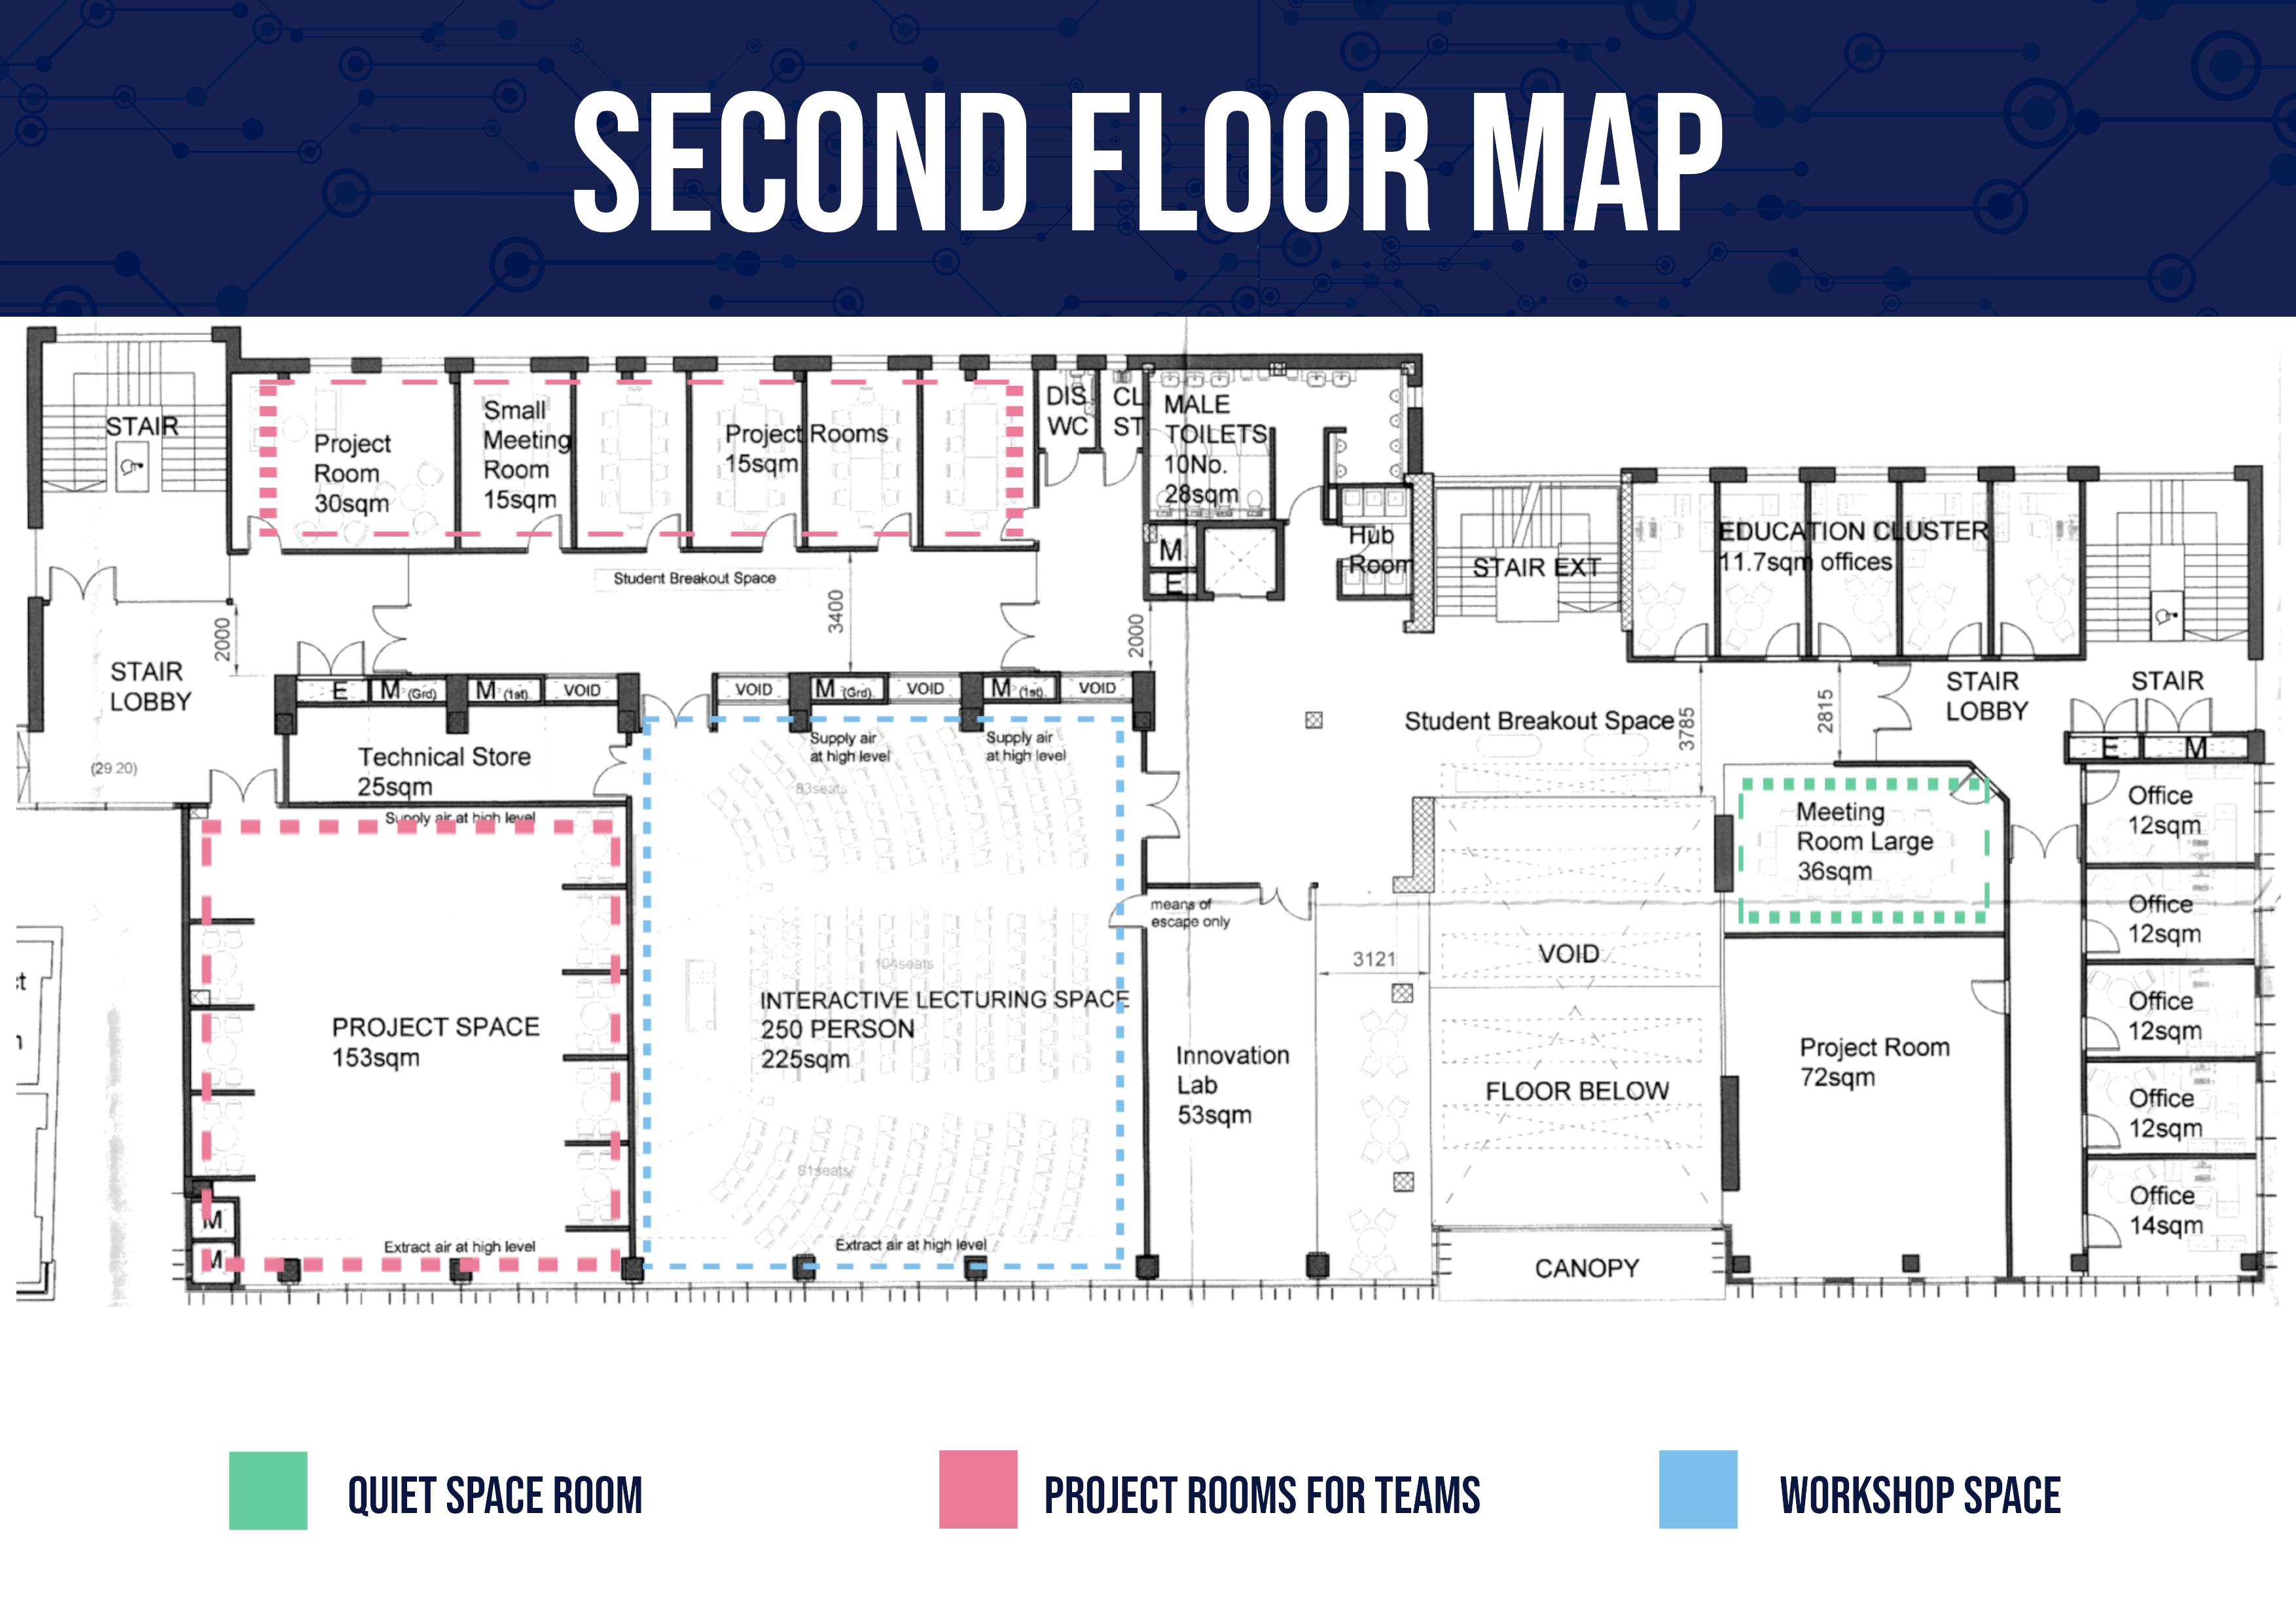 SECOND FLOOR MAP
STAIR
Project
Room
30sqm
Small
Meeting
Room
15sqm
Project Rooms
15sqm
DIS
WC
CL
ST
MALE
TOILETS
10No.
28sqm
M
E
Hub
Room
STAIR EXT
EDUCATION CLUSTER
11.7sqm offices
Student Breakout Space
2000
3400
2000
STAIR
LOBBY
(29.20)
E
M (Grd)
M (1st)
VOID
VOID
M (Grd)
VOID
M (1st)
VOID
Student Breakout Space
3785
2815
STAIR
LOBBY
STAIR
E
M
Technical Store
25sqm
Supply air at high level
Supply air
at high level
Supply air
at high level
83seats
Meeting
Room Large
36sqm
Office
12sqm
means of
escape only
Office
12sqm
PROJECT SPACE
153sqm
104seats
INTERACTIVE LECTURING SPACE
250 PERSON
225sqm
3121
VOID
Innovation
Lab
53sqm
FLOOR BELOW
Project Room
72sqm
Office
12sqm
Office
12sqm
81seats
Office
14sqm
M
M
Extract air at high level
Extract air at high level
CANOPY
QUIET SPACE ROOM
PROJECT ROOMS FOR TEAMS
WORKSHOP SPACE